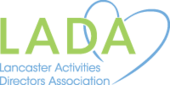 LADA
Lancaster Activities
Directors Association